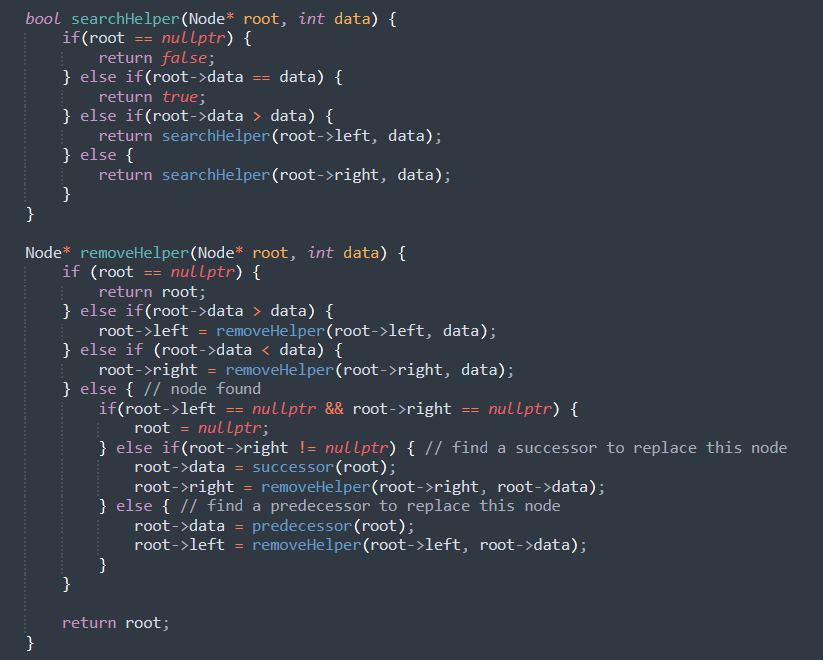 bool searchHelper(Node* root, int data) {
    if(root == nullptr) {
        return false;
    } else if(root->data == data) {
        return true;
    } else if(root->data > data) {
        return searchHelper(root->left, data);
    } else {
        return searchHelper(root->right, data);
    }
}

Node* removeHelper(Node* root, int data) {
    if (root == nullptr) {
        return root;
    } else if(root->data > data) {
        root->left = removeHelper(root->left, data);
    } else if (root->data < data) {
        root->right = removeHelper(root->right, data);
    } else { // node found
        if(root->left == nullptr && root->right == nullptr) {
            root = nullptr;
        } else if(root->right != nullptr) { // find a successor to replace this node
            root->data = successor(root);
            root->right = removeHelper(root->right, root->data);
        } else { // find a predecessor to replace this node
            root->data = predecessor(root);
            root->left = removeHelper(root->left, root->data);
        }
    }

    return root;
}